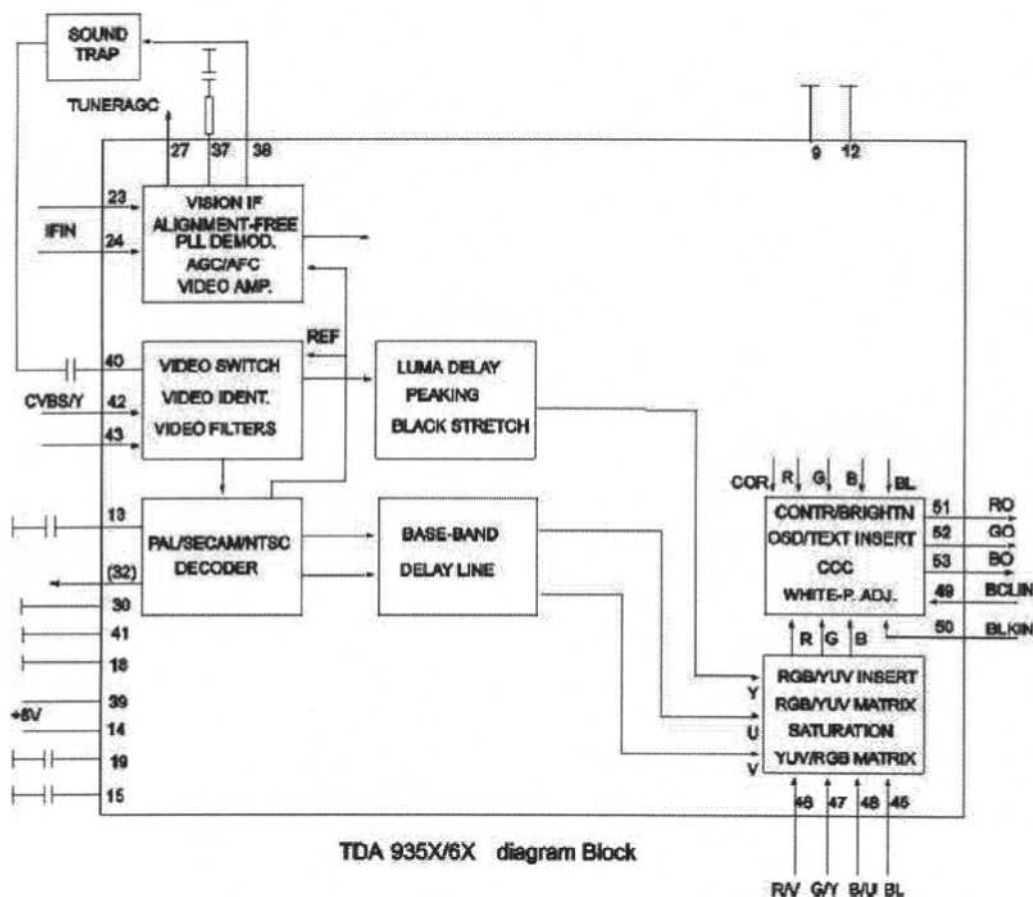 SOUND
TRAP
TUNERAGC
27 37 38
9 12
23
IFIN
24
VISION IF
ALIGNMENT-FREE
PLL DEMOD.
AGC/AFC
VIDEO AMP.
REF
40
CVBS/Y 42
43
VIDEO SWITCH
VIDEO IDENT.
VIDEO FILTERS
LUMA DELAY
PEAKING
BLACK STRETCH
13
(32)
30
41
18
39
+8V
14
19
15
PAL/SECAM/NTSC
DECODER
BASE-BAND
DELAY LINE
COR R G B BL
CONTR/BRIGHTN
OSD/TEXT INSERT
CCC
WHITE-P. ADJ.
51 RO
52 GO
53 BO
49 BCLIN
50 BLKIN
R G B
Y
U
V
RGB/YUV INSERT
RGB/YUV MATRIX
SATURATION
YUV/RGB MATRIX
46 47 48 45
R/V G/Y B/U BL
TDA 935X/6X diagram Block